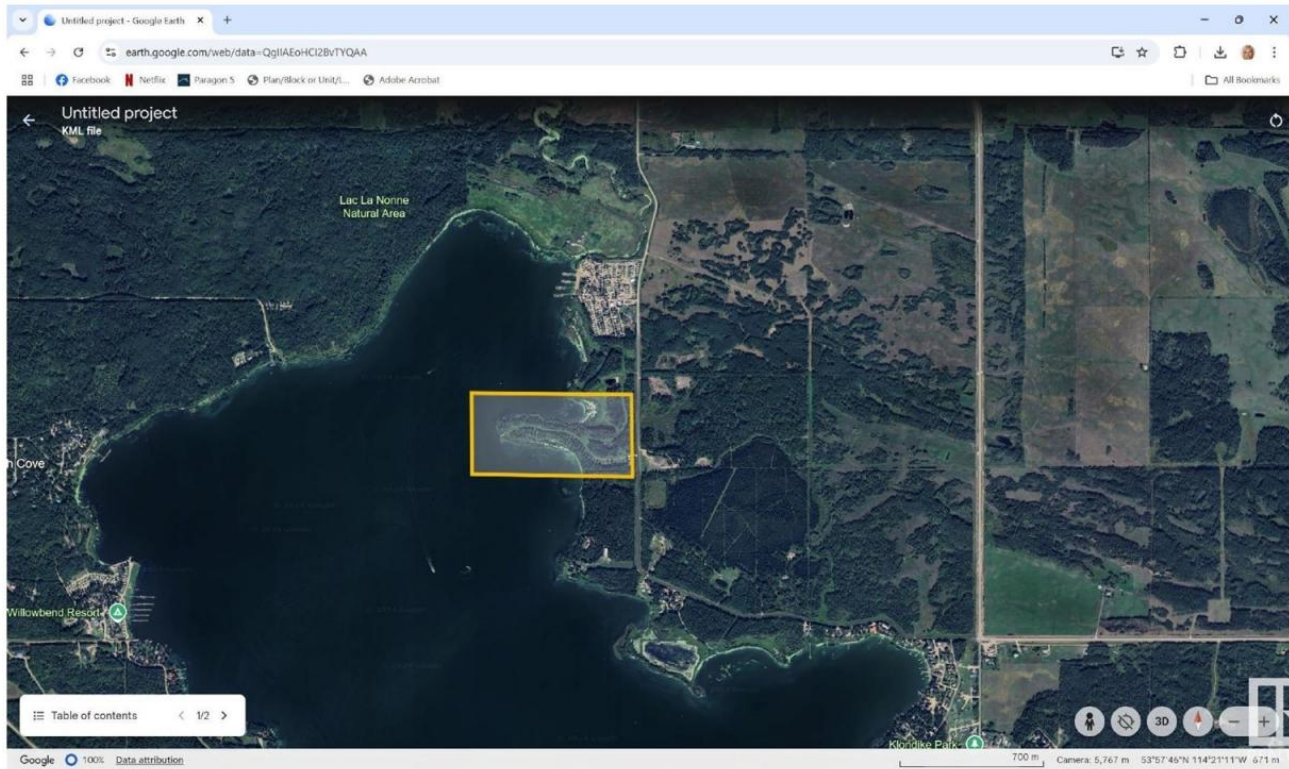 Untitled project - Google Earth
earth.google.com/web/data=QgIIAEoHCI2BvTYQAA
Facebook Netflix Paragon 5 Plan/Block or Unit/L... Adobe Acrobat All Bookmarks
Untitled project
KML file
Lac La Nonne
Natural Area
h Cove
Willowbend Resort
Table of contents 1/2
3D
Klondike Park
Google 100% Data attribution 700 m Camera: 5,767 m 53°57'46"N 114°21'11"W 671 m